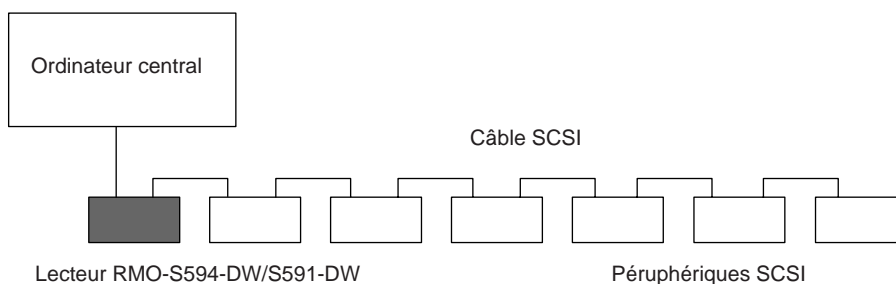 Ordinateur central
Câble SCSI
Lecteur RMO-S594-DW/S591-DW
Péruphériques SCSI